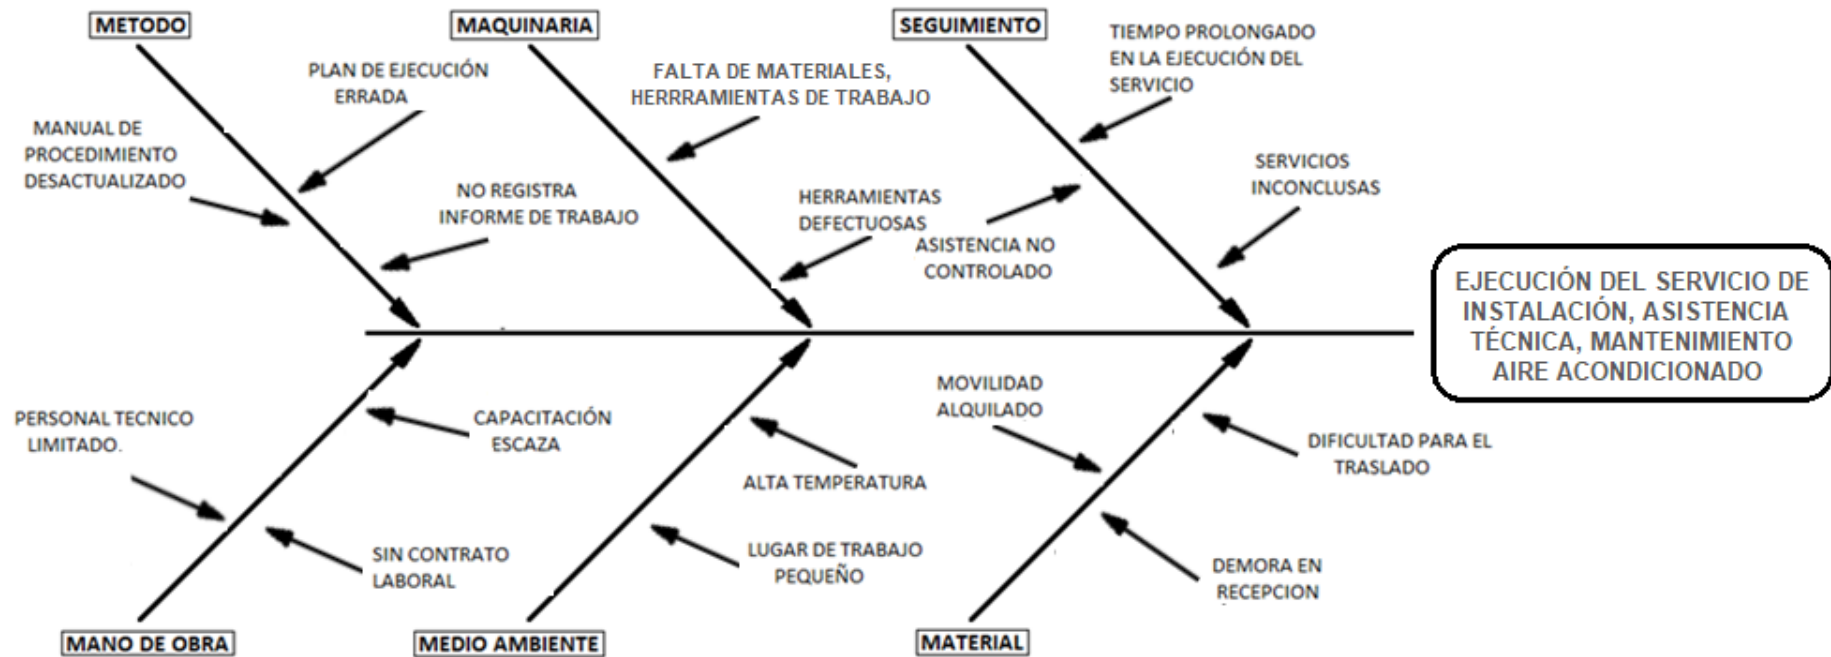 METODO
MAQUINARIA
SEGUIMIENTO
PLAN DE EJECUCIÓN
ERRADA
MANUAL DE
PROCEDIMIENTO
DESACTUALIZADO
NO REGISTRA
INFORME DE TRABAJO
FALTA DE MATERIALES,
HERRRAMIENTAS DE TRABAJO
HERRAMIENTAS
DEFECTUOSAS
TIEMPO PROLONGADO
EN LA EJECUCIÓN DEL
SERVICIO
ASISTENCIA NO
CONTROLADO
SERVICIOS
INCONCLUSAS
EJECUCIÓN DEL SERVICIO DE
INSTALACIÓN, ASISTENCIA
TÉCNICA, MANTENIMIENTO
AIRE ACONDICIONADO
PERSONAL TECNICO
LIMITADO.
CAPACITACIÓN
ESCAZA
SIN CONTRATO
LABORAL
ALTA TEMPERATURA
LUGAR DE TRABAJO
PEQUEÑO
MOVILIDAD
ALQUILADO
DIFICULTAD PARA EL
TRASLADO
DEMORA EN
RECEPCION
MANO DE OBRA
MEDIO AMBIENTE
MATERIAL